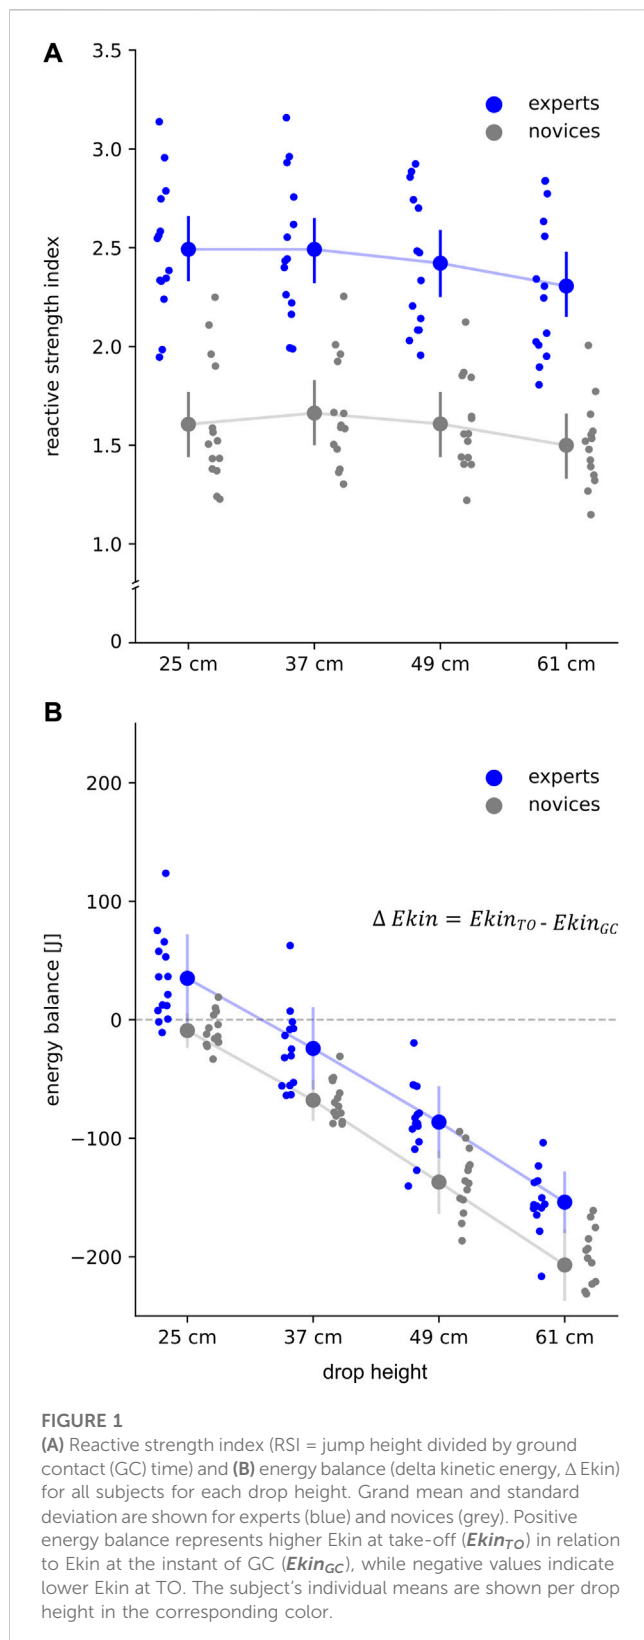 A
3.5
experts
novices
3.0
2.5
2.0
1.5
1.0
0
reactive strength index
25 cm 37 cm 49 cm 61 cm
B
200
experts
novices
100
Δ Ekin = Ekin_TO - Ekin_GC
0
−100
−200
energy balance [J]
25 cm 37 cm 49 cm 61 cm
drop height
FIGURE 1
(A) Reactive strength index (RSI = jump height divided by ground
contact (GC) time) and (B) energy balance (delta kinetic energy, Δ Ekin)
for all subjects for each drop height. Grand mean and standard
deviation are shown for experts (blue) and novices (grey). Positive
energy balance represents higher Ekin at take-off (Ekin_TO) in relation
to Ekin at the instant of GC (Ekin_GC), while negative values indicate
lower Ekin at TO. The subject's individual means are shown per drop
height in the corresponding color.